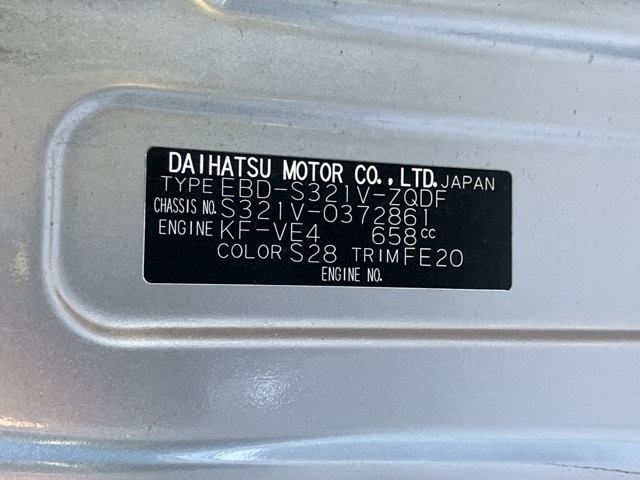 DAIHATSU MOTOR CO.,LTD. JAPAN
TYPE EBD-S321V-ZQDF
CHASSIS NO. S321V-0372861
ENGINE KF-VE4 658cc
COLOR S28 TRIM FE20
ENGINE NO.